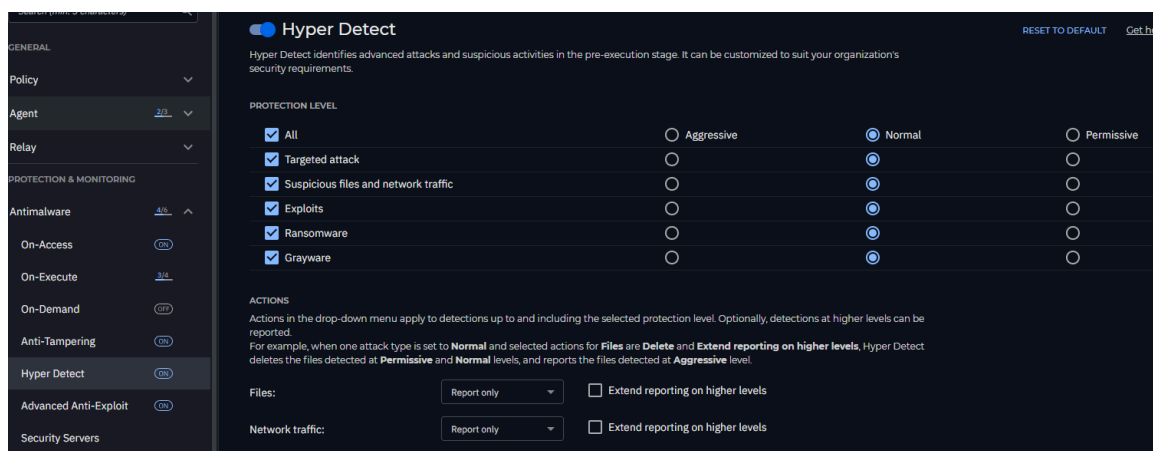 Search (min. 3 characters)
GENERAL
Policy
Agent 2/3
Relay
PROTECTION & MONITORING
Antimalware 4/6
On-Access ON
On-Execute 3/4
On-Demand OFF
Anti-Tampering ON
Hyper Detect ON
Advanced Anti-Exploit ON
Security Servers
Hyper Detect
RESET TO DEFAULT Get
Hyper Detect identifies advanced attacks and suspicious activities in the pre-execution stage. It can be customized to suit your organization's
security requirements.
PROTECTION LEVEL
All Aggressive Normal Permissive
Targeted attack
Suspicious files and network traffic
Exploits
Ransomware
Grayware
ACTIONS
Actions in the drop-down menu apply to detections up to and including the selected protection level. Optionally, detections at higher levels can be
reported.
For example, when one attack type is set to Normal and selected actions for Files are Delete and Extend reporting on higher levels, Hyper Detect
deletes the files detected at Permissive and Normal levels, and reports the files detected at Aggressive level.
Files: Report only Extend reporting on higher levels
Network traffic: Report only Extend reporting on higher levels